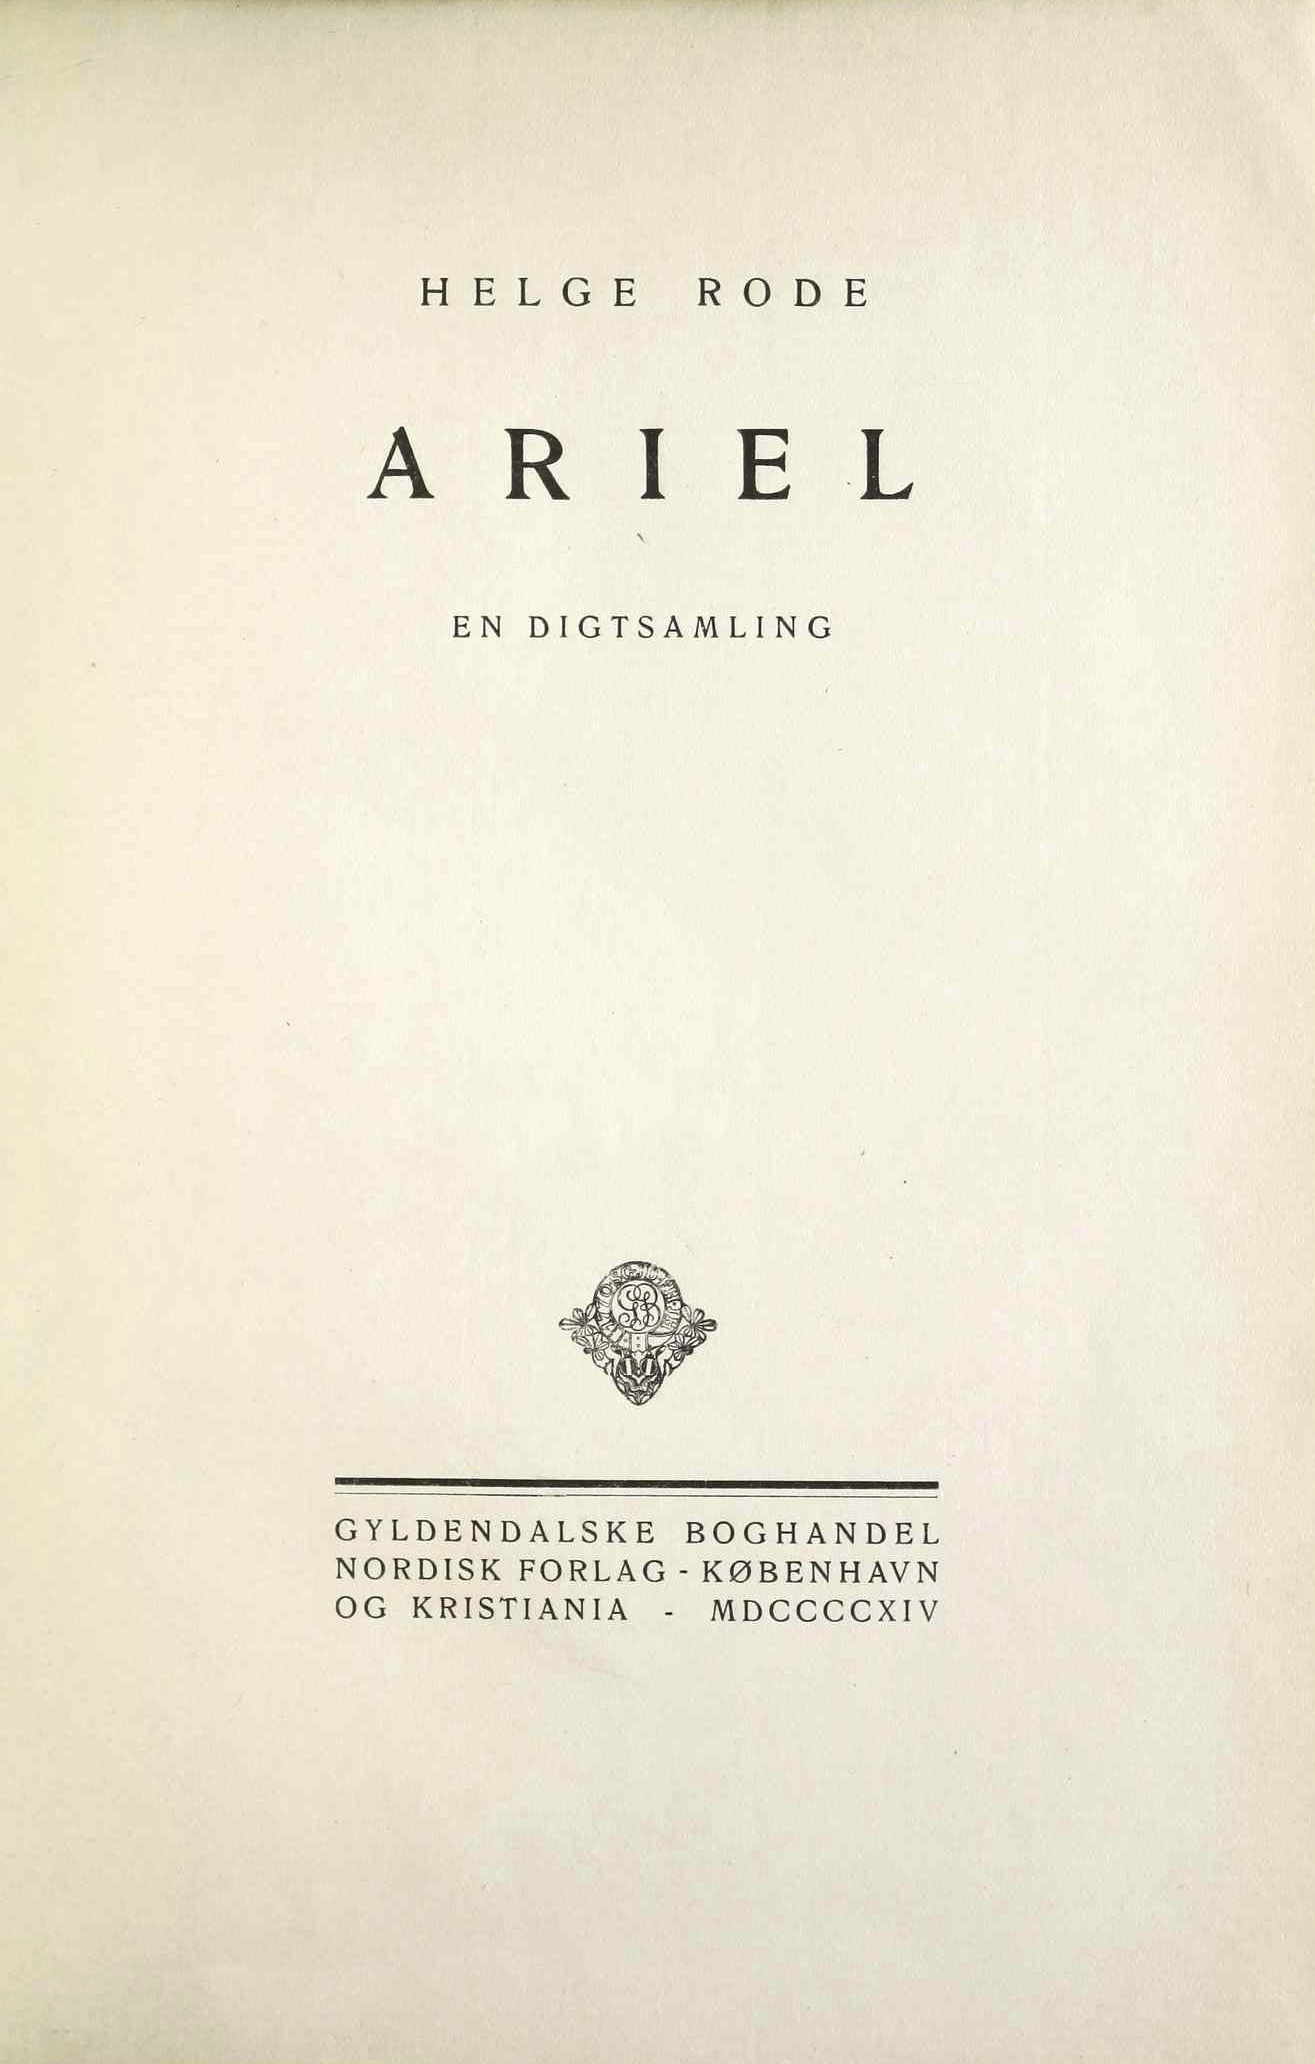 HELGE RODE
ARIEL
EN DIGTSAMLING
GYLDENDALSKE BOGHANDEL
NORDISK FORLAG - KØBENHAVN
OG KRISTIANIA - MDCCCCXIV